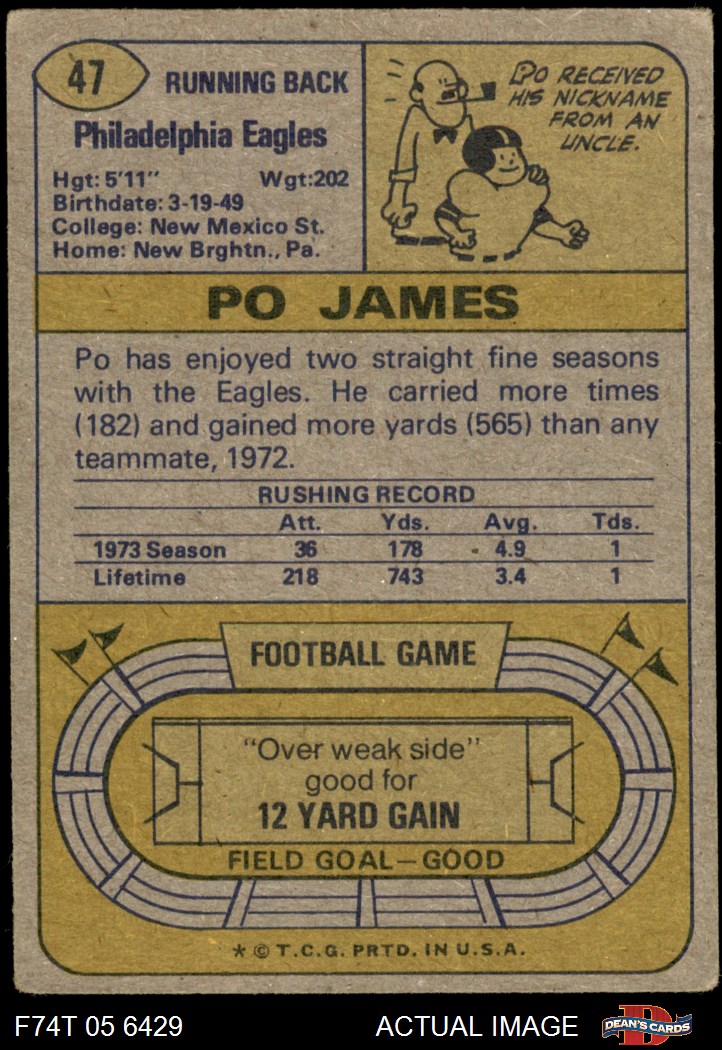 47
RUNNING BACK
Philadelphia Eagles
Hgt: 5'11" Wgt:202
Birthdate: 3-19-49
College: New Mexico St.
Home: New Brghtn., Pa.
PO RECEIVED
HIS NICKNAME
FROM AN
UNCLE.
PO JAMES
Po has enjoyed two straight fine seasons
with the Eagles. He carried more times
(182) and gained more yards (565) than any
teammate, 1972.
RUSHING RECORD
Att. Yds. Avg. Tds.
1973 Season 36 178 4.9 1
Lifetime 218 743 3.4 1
FOOTBALL GAME
"Over weak side"
good for
12 YARD GAIN
FIELD GOAL—GOOD
* © T.C.G. PRTD. IN U.S.A.
F74T 05 6429 ACTUAL IMAGE D DEAN'S CARDS